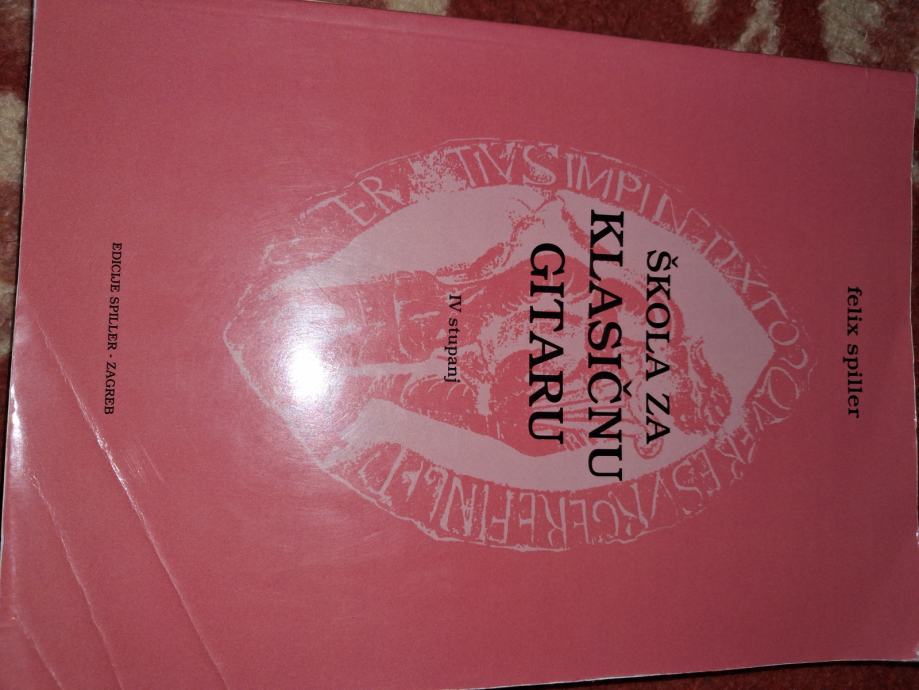 felix spiller
ŠKOLA ZA
KLASIČNU
GITARU
IV stupanj
EDICIJE SPILLER - ZAGREB